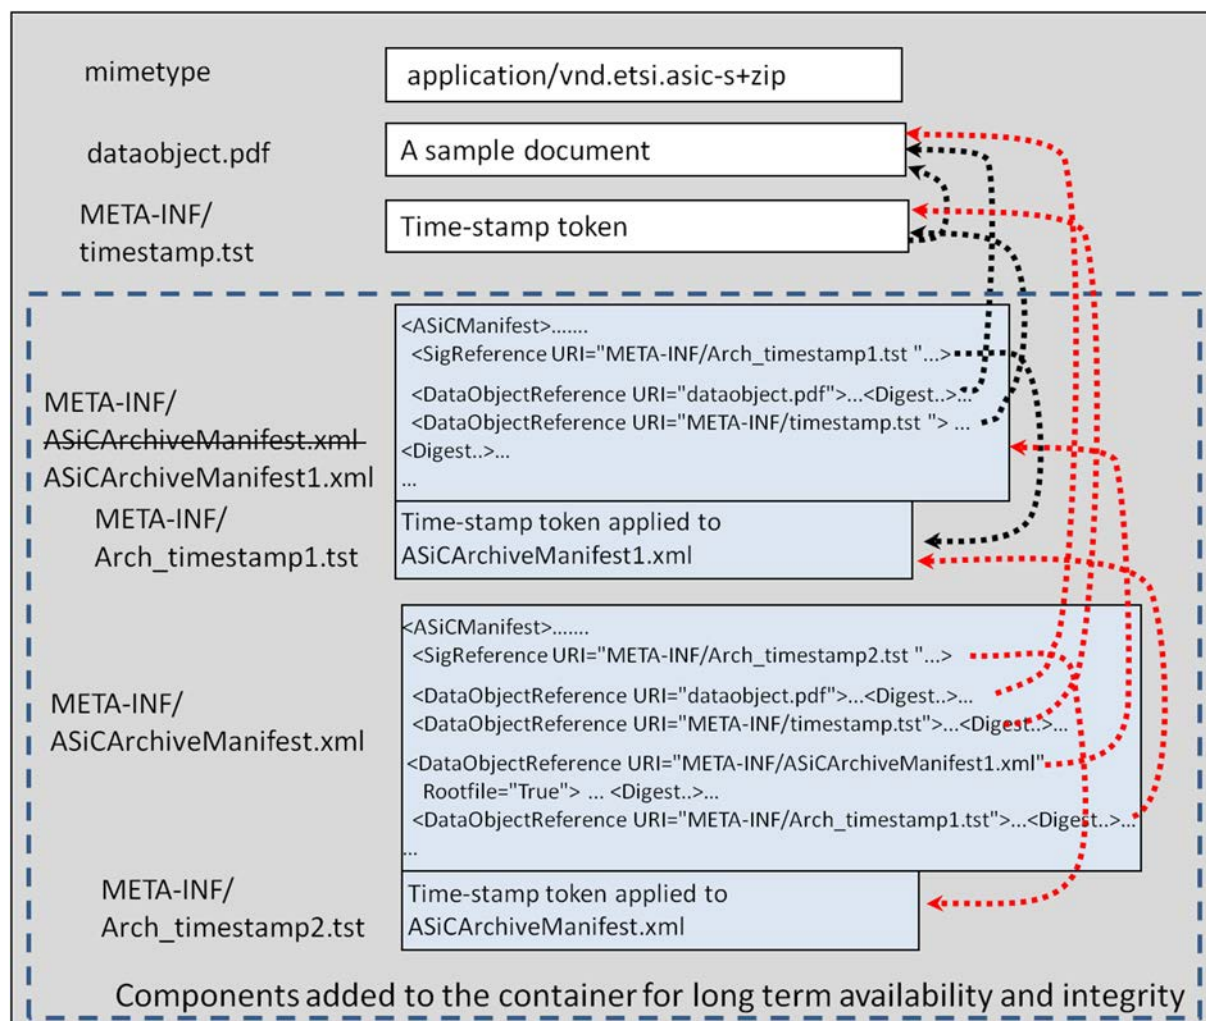 mimetype
application/vnd.etsi.asic-s+zip
dataobject.pdf
A sample document
META-INF/
timestamp.tst
Time-stamp token
META-INF/
ASiCArchiveManifest.xml
ASiCArchiveManifest1.xml
<ASiCManifest>.......
<SigReference URI="META-INF/Arch_timestamp1.tst "...>
<DataObjectReference URI="dataobject.pdf">...<Digest..>...
<DataObjectReference URI="META-INF/timestamp.tst "> ...
<Digest..>...
...
META-INF/
Arch_timestamp1.tst
Time-stamp token applied to
ASiCArchiveManifest1.xml
META-INF/
ASiCArchiveManifest.xml
<ASiCManifest>.......
<SigReference URI="META-INF/Arch_timestamp2.tst "...>
<DataObjectReference URI="dataobject.pdf">...<Digest..>...
<DataObjectReference URI="META-INF/timestamp.tst">...<Digest..>...
<DataObjectReference URI="META-INF/ASiCArchiveManifest1.xml"
Rootfile="True"> ... <Digest..>...
<DataObjectReference URI="META-INF/Arch_timestamp1.tst">...<Digest..>...
...
META-INF/
Arch_timestamp2.tst
Time-stamp token applied to
ASiCArchiveManifest.xml
Components added to the container for long term availability and integrity